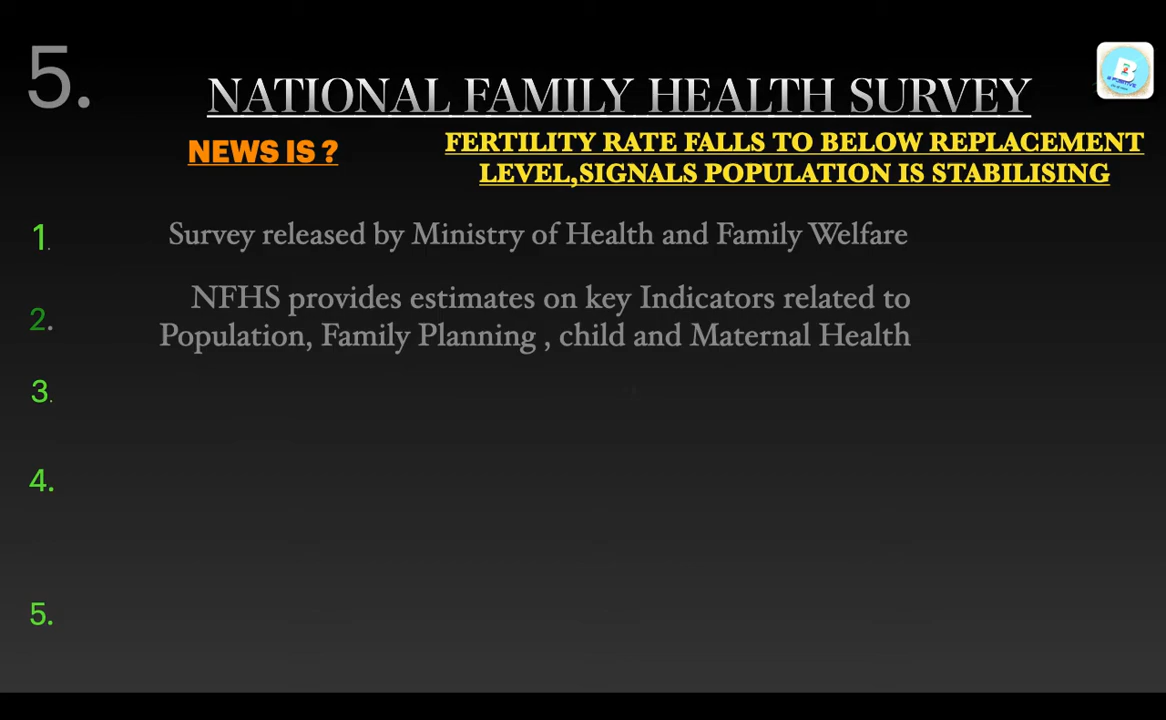 5.
NATIONAL FAMILY HEALTH SURVEY
NEWS IS ?
FERTILITY RATE FALLS TO BELOW REPLACEMENT
LEVEL,SIGNALS POPULATION IS STABILISING
1. Survey released by Ministry of Health and Family Welfare
2. NFHS provides estimates on key Indicators related to
Population, Family Planning , child and Maternal Health
3.
4.
5.